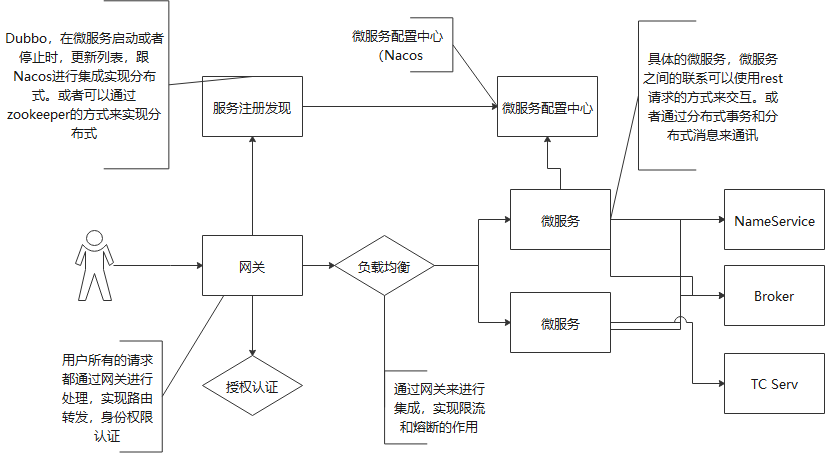 Dubbo，在微服务启动或者
停止时，更新列表，跟
Nacos进行集成实现分布
式。或者可以通过
zookeeper的方式来实现分
布式
微服务配置中心
（Nacos
具体的微服务，微服务
之间的联系可以使用rest
请求的方式来交互。或
者通过分布式事务和分
布式消息来通讯
服务注册发现
微服务配置中心
微服务
NameService
网关
负载均衡
Broker
微服务
用户所有的请求
都通过网关进行
处理，实现路由
转发，身份权限
认证
授权认证
通过网关来进行
集成，实现限流
和熔断的作用
TC Serv